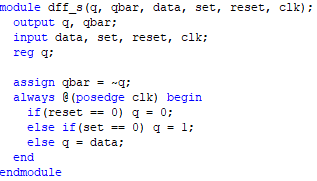 module dff_s(q, qbar, data, set, reset, clk);
  output q, qbar;
  input data, set, reset, clk;
  reg q;

  assign qbar = ~q;
  always @(posedge clk) begin
    if(reset == 0) q = 0;
    else if(set == 0) q = 1;
    else q = data;
  end
endmodule